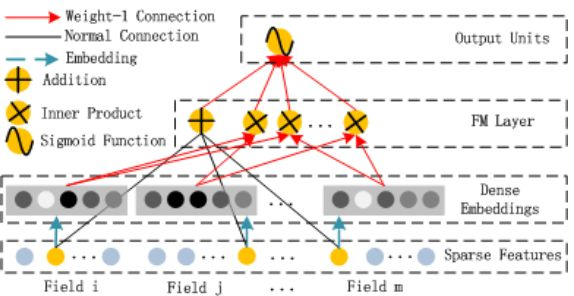 Weight-1 Connection
Normal Connection
Embedding
Addition
Inner Product
Sigmoid Function
Output Units
...
FM Layer
...
Dense
Embeddings
... ... ... ...
Sparse Features
Field i Field j ... Field m